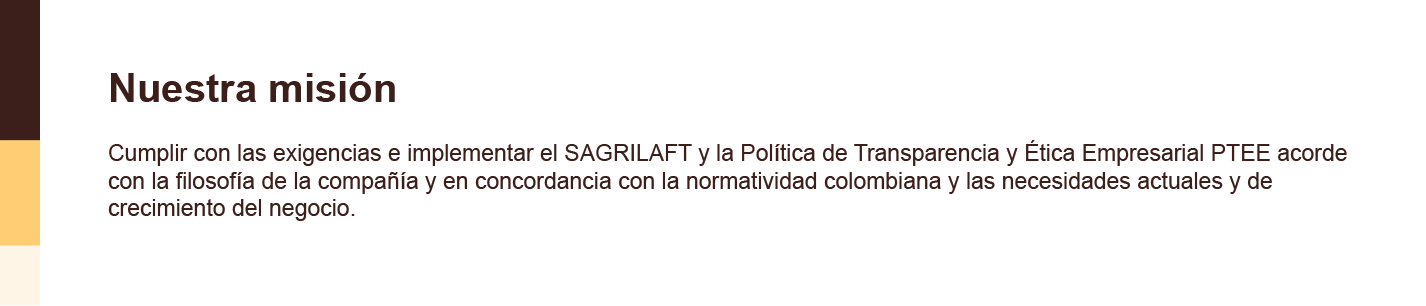 Nuestra misión
Cumplir con las exigencias e implementar el SAGRILAFT y la Política de Transparencia y Ética Empresarial PTEE acorde
con la filosofía de la compañía y en concordancia con la normatividad colombiana y las necesidades actuales y de
crecimiento del negocio.